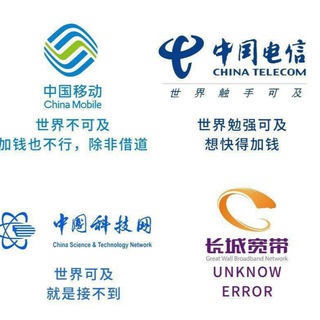 中国移动
China Mobile
世界不可及
加钱也不行，除非借道
中国电信
CHINA TELECOM
世界触手可及
世界勉强可及
想快得加钱
中国科技网
China Science & Technology Network
世界可及
就是接不到
长城宽带
Great Wall Broadband Network
UNKNOW
ERROR